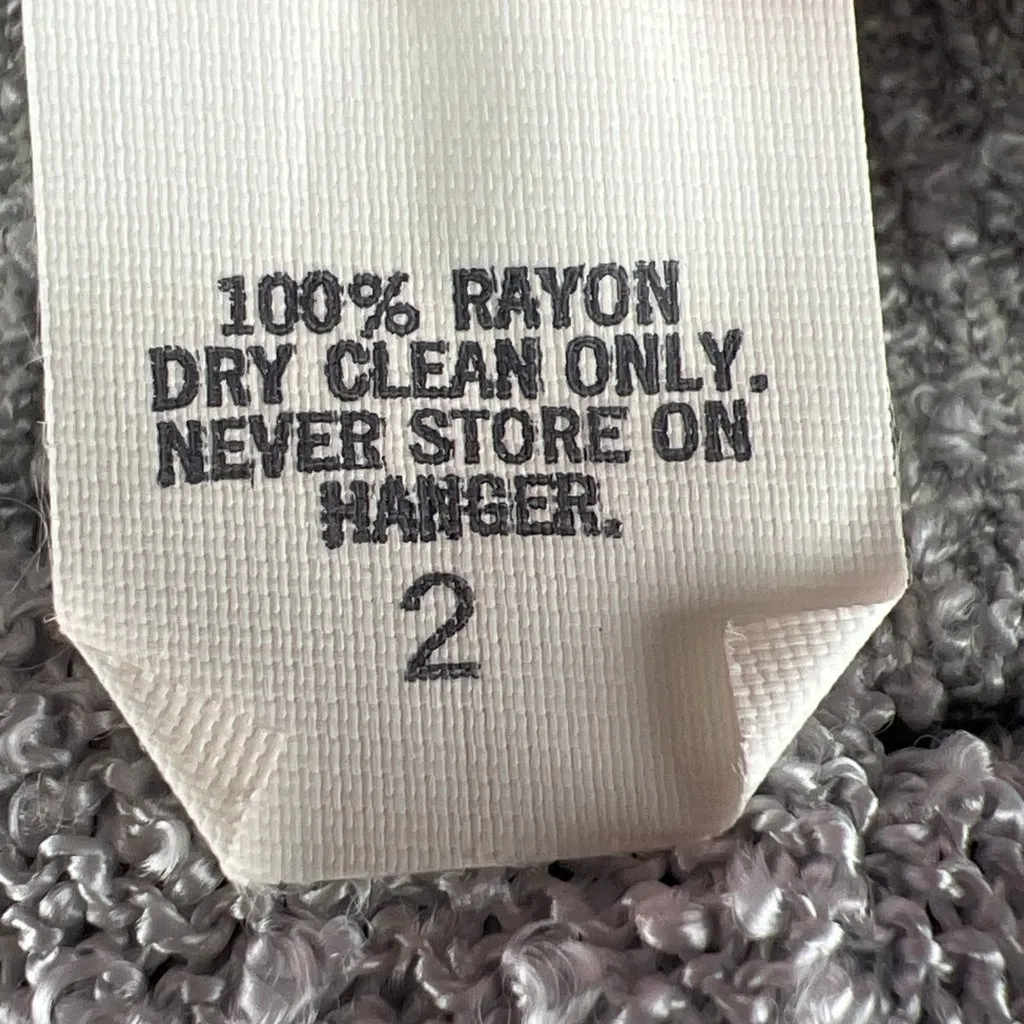 100% RAYON
DRY CLEAN ONLY.
NEVER STORE ON
HANGER.
2